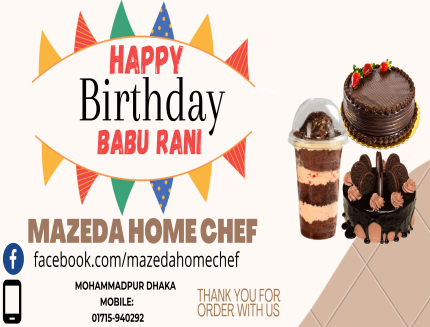 HAPPY
Birthday
BABU RANI
MAZEDA HOME CHEF
facebook.com/mazedahomechef
MOHAMMADPUR DHAKA
MOBILE:
01715-940292
THANK YOU FOR
ORDER WITH US